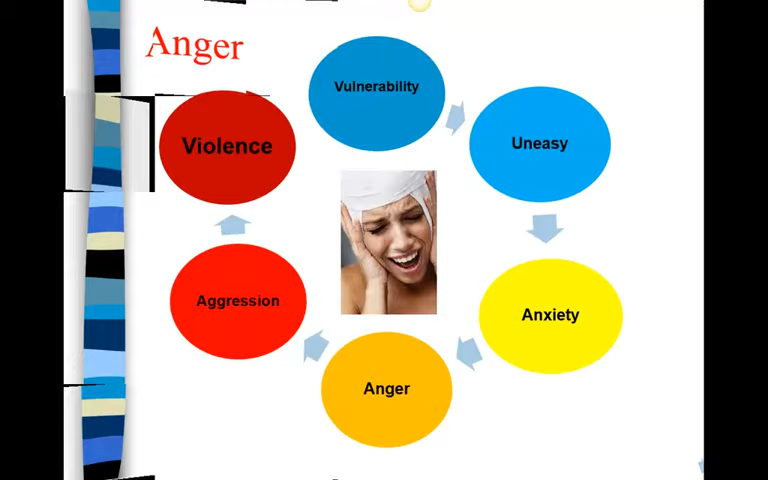 Anger
Vulnerability
Uneasy
Anxiety
Anger
Aggression
Violence